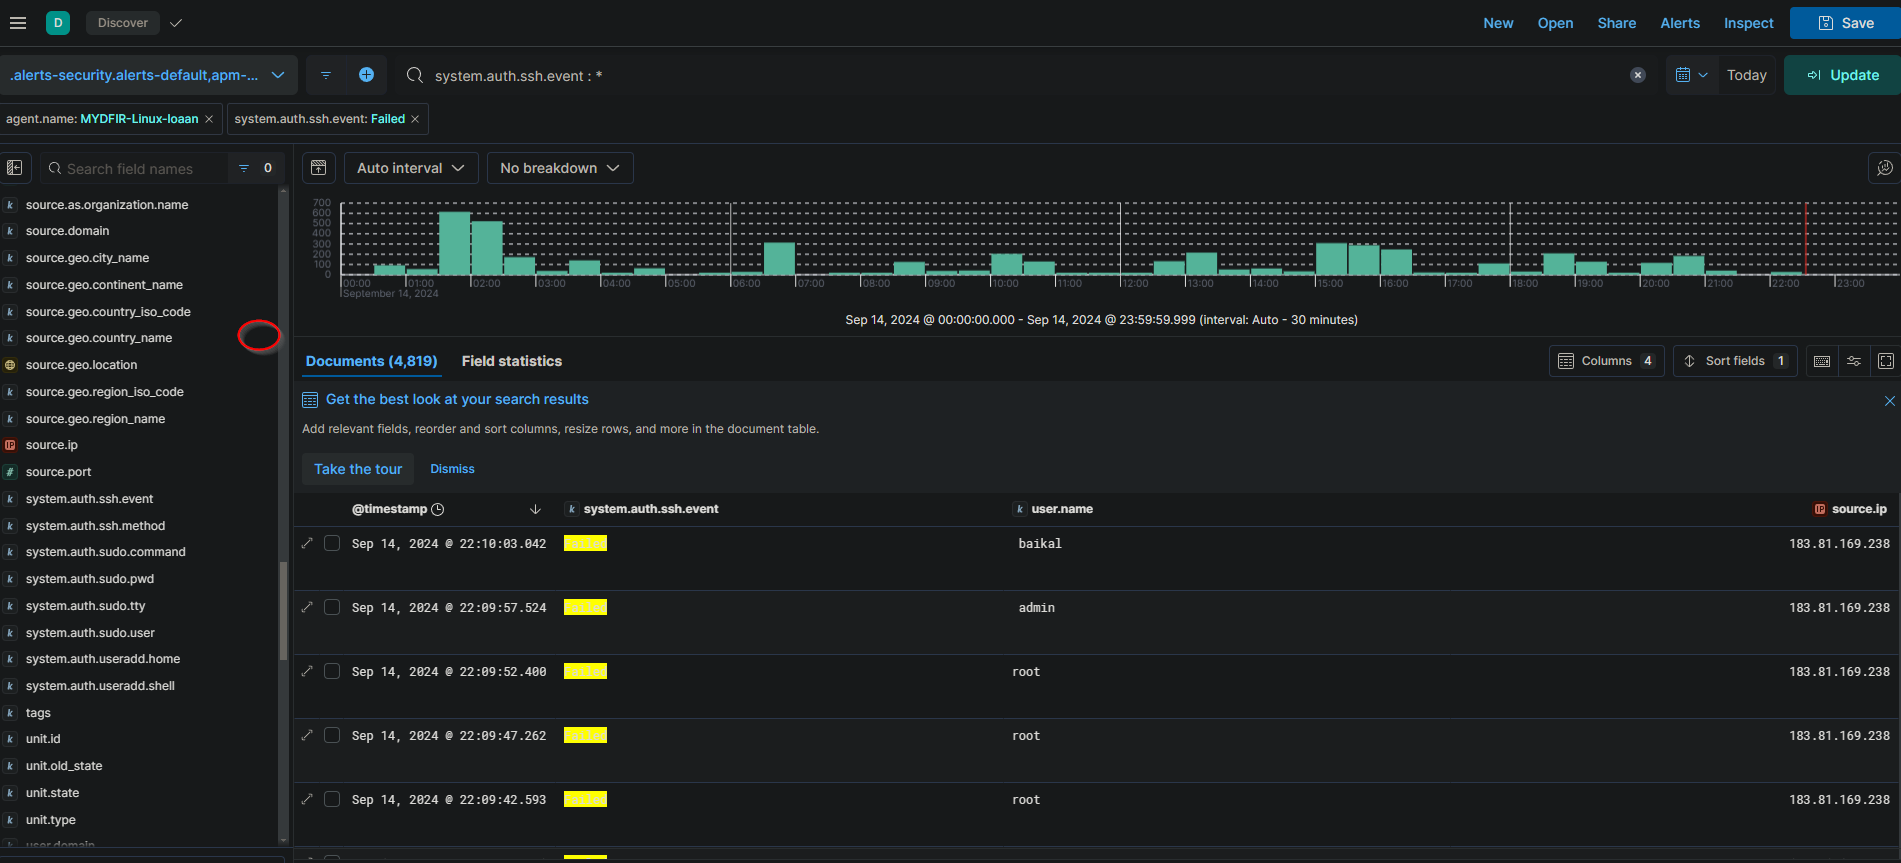 D Discover New Open Share Alerts Inspect Save
.alerts-security.alerts-default,apm-... system.auth.ssh.event : * Today Update
agent.name: MYDFIR-Linux-Ioaan × system.auth.ssh.event: Failed ×
Search field names 0
source.as.organization.name
source.domain
source.geo.city_name
source.geo.continent_name
source.geo.country_iso_code
source.geo.country_name
source.geo.location
source.geo.region_iso_code
source.geo.region_name
source.ip
source.port
system.auth.ssh.event
system.auth.ssh.method
system.auth.sudo.command
system.auth.sudo.pwd
system.auth.sudo.tty
system.auth.sudo.user
system.auth.useradd.home
system.auth.useradd.shell
tags
unit.id
unit.old_state
unit.state
unit.type
user.domain
Auto interval No breakdown
700
600
500
400
300
200
100
0
00:00 01:00 02:00 03:00 04:00 05:00 06:00 07:00 08:00 09:00 10:00 11:00 12:00 13:00 14:00 15:00 16:00 17:00 18:00 19:00 20:00 21:00 22:00 23:00
September 14, 2024
Sep 14, 2024 @ 00:00:00.000 - Sep 14, 2024 @ 23:59:59.999 (interval: Auto - 30 minutes)
Documents (4,819) Field statistics Columns 4 Sort fields 1
Get the best look at your search results
Add relevant fields, reorder and sort columns, resize rows, and more in the document table.
Take the tour Dismiss
@timestamp k system.auth.ssh.event k user.name IP source.ip
Sep 14, 2024 @ 22:10:03.042 baikal 183.81.169.238
Sep 14, 2024 @ 22:09:57.524 admin 183.81.169.238
Sep 14, 2024 @ 22:09:52.400 root 183.81.169.238
Sep 14, 2024 @ 22:09:47.262 root 183.81.169.238
Sep 14, 2024 @ 22:09:42.593 root 183.81.169.238